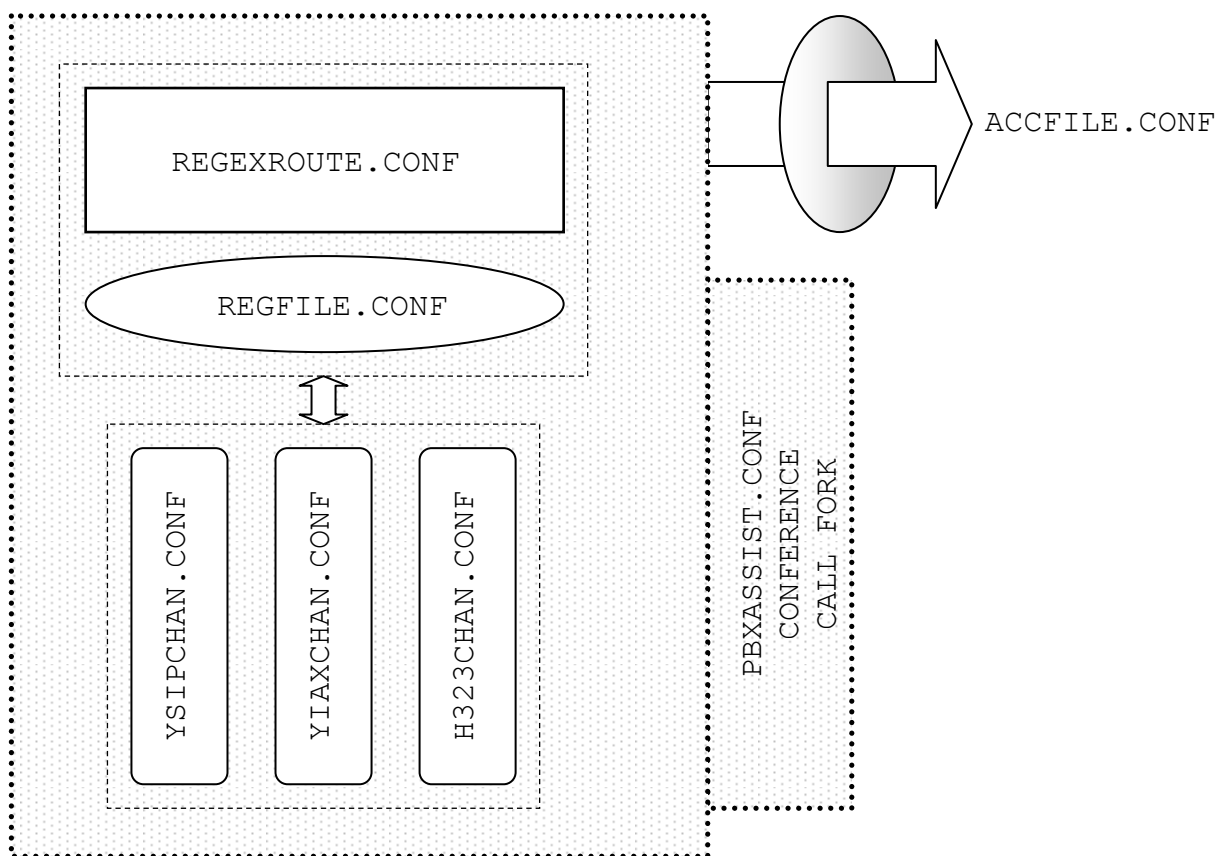 REGEXROUTE.CONF
ACCFILE.CONF
REGFILE.CONF
YSIPCHAN.CONF
YIAXCHAN.CONF
H323CHAN.CONF
PBXASSIST.CONF
CONFERENCE
CALL FORK